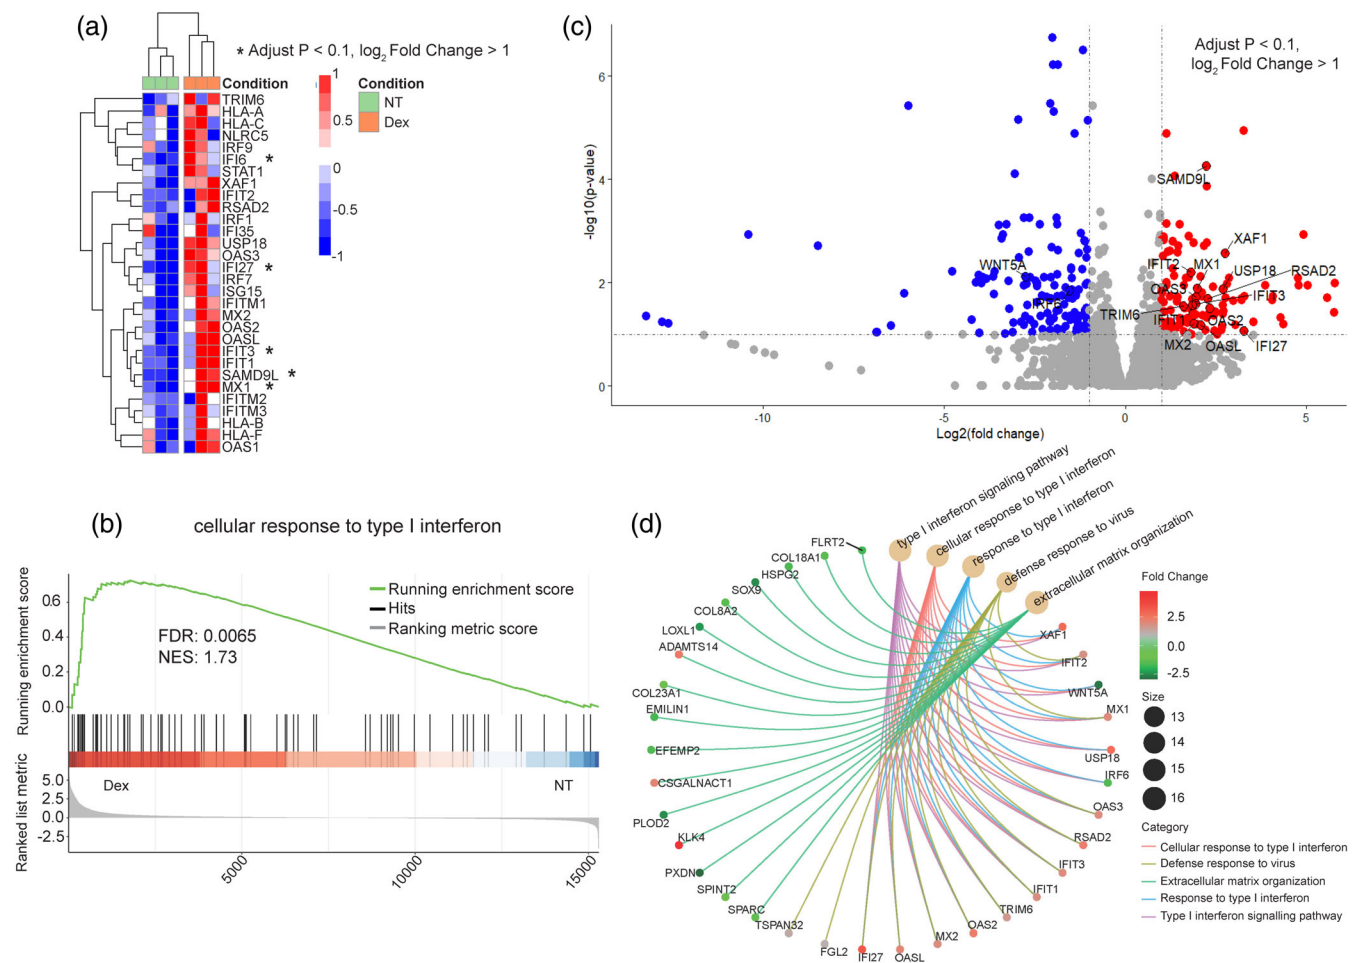 (a)
* Adjust P < 0.1, log2 Fold Change > 1
Condition
TRIM6
HLA-A
HLA-C
NLRC5
IRF9
IFI6 *
STAT1
XAF1
IFIT2
RSAD2
IRF1
IFI35
USP18
OAS3
IFI27 *
IRF7
ISG15
IFITM1
MX2
OAS2
OASL
IFIT3 *
IFIT1
SAMD9L *
MX1 *
IFITM2
IFITM3
HLA-B
HLA-F
OAS1
1
0.5
0
-0.5
-1
Condition
NT
Dex
(c)
Adjust P < 0.1,
log2 Fold Change > 1
-log10(p-value)
6
4
2
0
SAMD9L
XAF1
WNT5A
IFIT2
MX1
USP18
RSAD2
IRF6
OAS3
IFIT3
TRIM6
IFIT1
OAS2
MX2
OASL
IFI27
-10
-5
0
5
Log2(fold change)
(b)
cellular response to type I interferon
Running enrichment score
0.6
0.4
0.2
0.0
FDR: 0.0065
NES: 1.73
Running enrichment score
Hits
Ranking metric score
Ranked list metric
5.0
2.5
0.0
-2.5
Dex
NT
5000
10000
15000
(d)
type I interferon signaling pathway
cellular response to type I interferon
response to type I interferon
defense response to virus
extracellular matrix organization
FLRT2
COL18A1
HSPG2
SOX9
COL8A2
LOXL1
ADAMTS14
COL23A1
EMILIN1
EFEMP2
CSGALNACT1
PLOD2
KLK4
PXDN
SPINT2
SPARC
TSPAN32
FGL2
IFI27
OASL
MX2
OAS2
TRIM6
IFIT1
IFIT3
RSAD2
OAS3
IRF6
USP18
MX1
WNT5A
IFIT2
XAF1
Fold Change
2.5
0.0
-2.5
Size
13
14
15
16
Category
Cellular response to type I interferon
Defense response to virus
Extracellular matrix organization
Response to type I interferon
Type I interferon signalling pathway